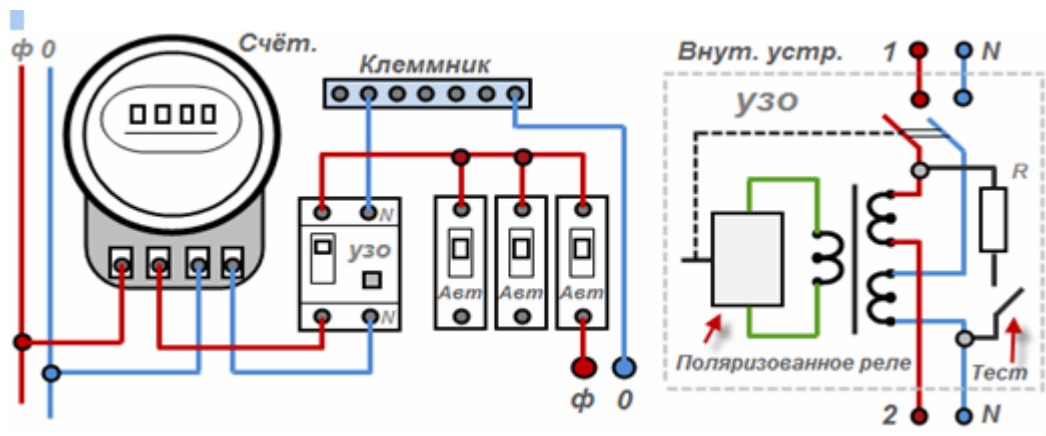 ф 0
Счёт.
Клеммник
N
узо
N
Авт Авт Авт
ф 0
Внут. устр.
1 N
узо
R
Поляризованное реле
Тест
2 N